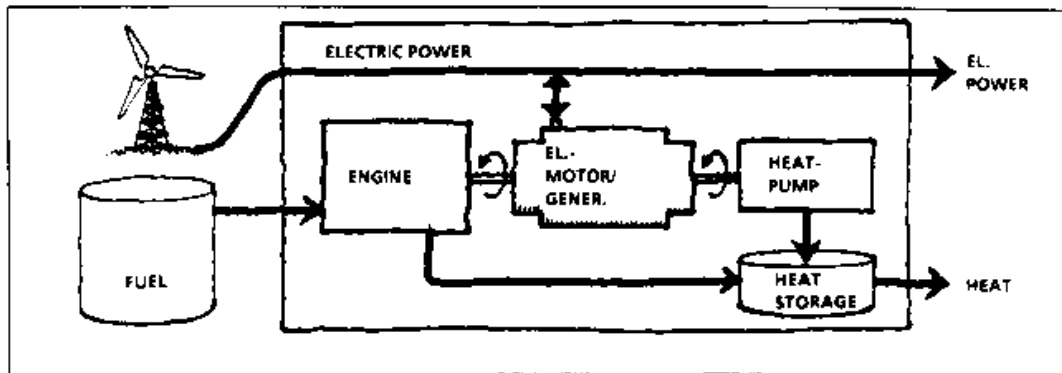 ELECTRIC POWER
EL.
POWER
ENGINE
EL.-
MOTOR/
GENER.
HEAT-
PUMP
FUEL
HEAT
STORAGE
HEAT